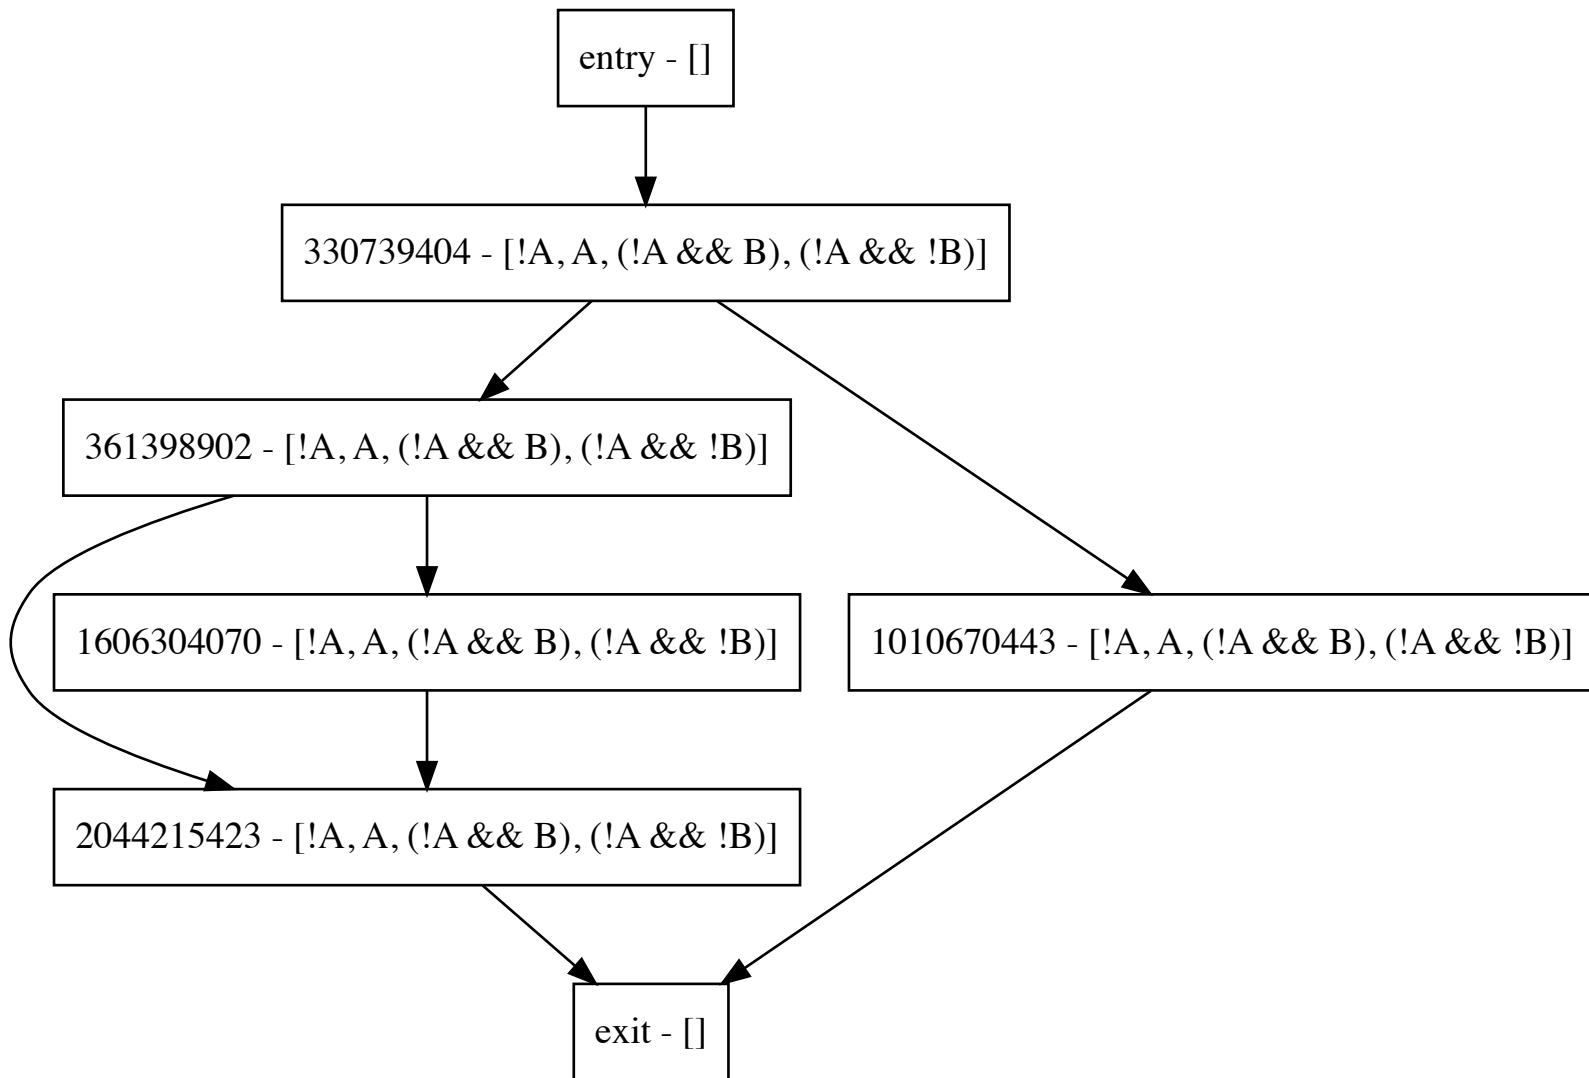 entry - []
330739404 - [!A, A, (!A && B), (!A && !B)]
361398902 - [!A, A, (!A && B), (!A && !B)]
1606304070 - [!A, A, (!A && B), (!A && !B)]
1010670443 - [!A, A, (!A && B), (!A && !B)]
2044215423 - [!A, A, (!A && B), (!A && !B)]
exit - []